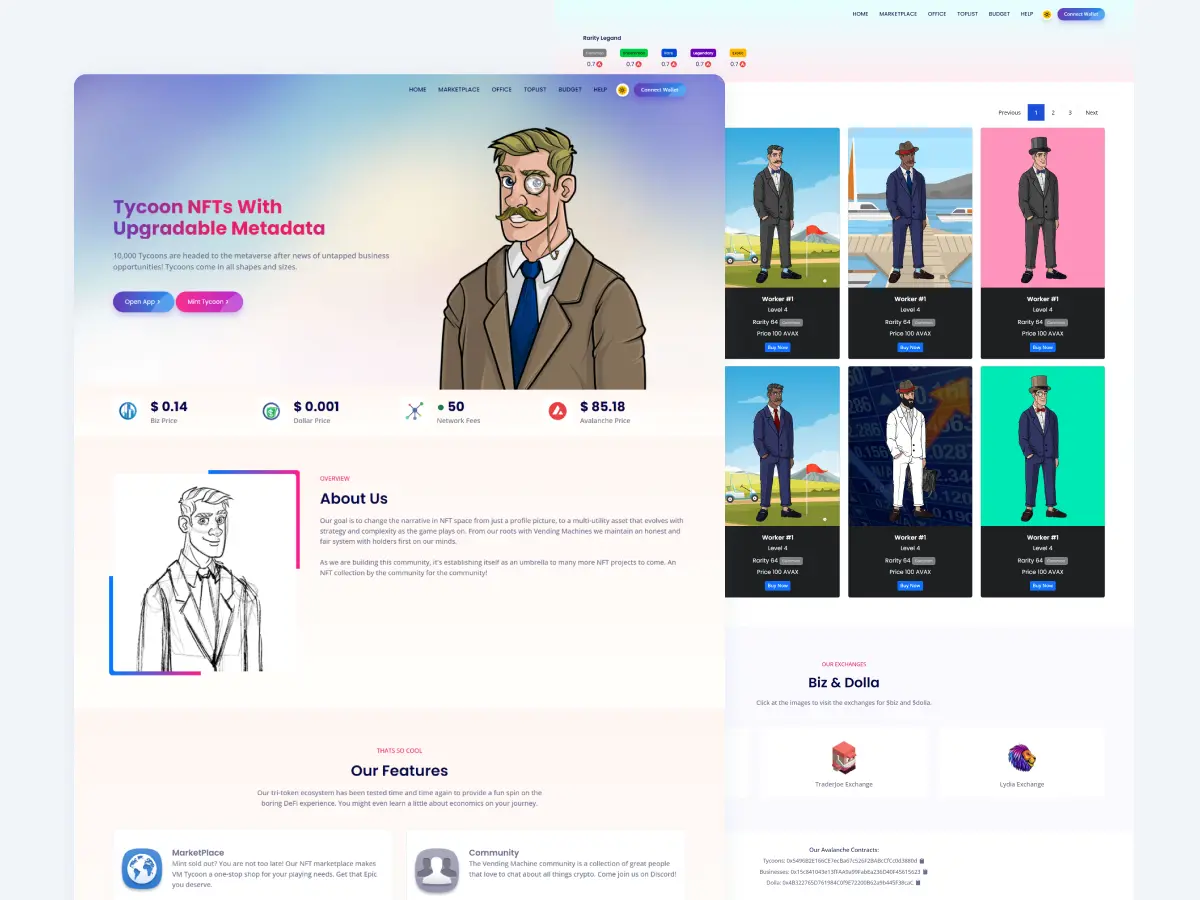 HOME MARKETPLACE OFFICE TOPLIST BUDGET HELP Connect Wallet
Rarity Legand
Legendary
0.7 0.7 0.7 0.7 0.7
Previous 1 2 3 Next
Worker #1
Level 4
Rarity 64 Common
Price 100 AVAX
Buy Now
Worker #1
Level 4
Rarity 64 Common
Price 100 AVAX
Buy Now
Worker #1
Level 4
Rarity 64 Common
Price 100 AVAX
Buy Now
Worker #1
Level 4
Rarity 64 Common
Price 100 AVAX
Buy Now
Worker #1
Level 4
Rarity 64 Common
Price 100 AVAX
Buy Now
Worker #1
Level 4
Rarity 64 Common
Price 100 AVAX
Buy Now
OUR EXCHANGES
Biz & Dolla
Click at the images to visit the exchanges for $biz and $dolla.
TraderJoe Exchange
Lydia Exchange
Our Avalanche Contracts:
Tycoons:
Businesses:
Dolla:
HOME MARKETPLACE OFFICE TOPLIST BUDGET HELP Connect Wallet
Tycoon NFTs With
Upgradable Metadata
10,000 Tycoons are headed to the metaverse after news of untapped business
opportunities! Tycoons come in all shapes and sizes.
Open App > Mint Tycoon >
$ 0.14
Biz Price
$ 0.001
Dollar Price
50
Network Fees
$ 85.18
Avalanche Price
OVERVIEW
About Us
Our goal is to change the narrative in NFT space from just a profile picture, to a multi-utility asset that evolves with
strategy and complexity as the game plays on. From our roots with Vending Machines we maintain an honest and
fair system with holders first on our minds.
As we are building this community, it's establishing itself as an umbrella to many more NFT projects to come. An
NFT collection by the community for the community!
THATS SO COOL
Our Features
Our tri-token ecosystem has been tested time and time again to provide a fun spin on the
boring DeFi experience. You might even learn a little about economics on your journey.
MarketPlace
Mint sold out? You are not too late! Our NFT marketplace makes
VM Tycoon a one-stop shop for your playing needs. Get that Epic
you deserve.
Community
The Vending Machine community is a collection of great people
that love to chat about all things crypto. Come join us on Discord!